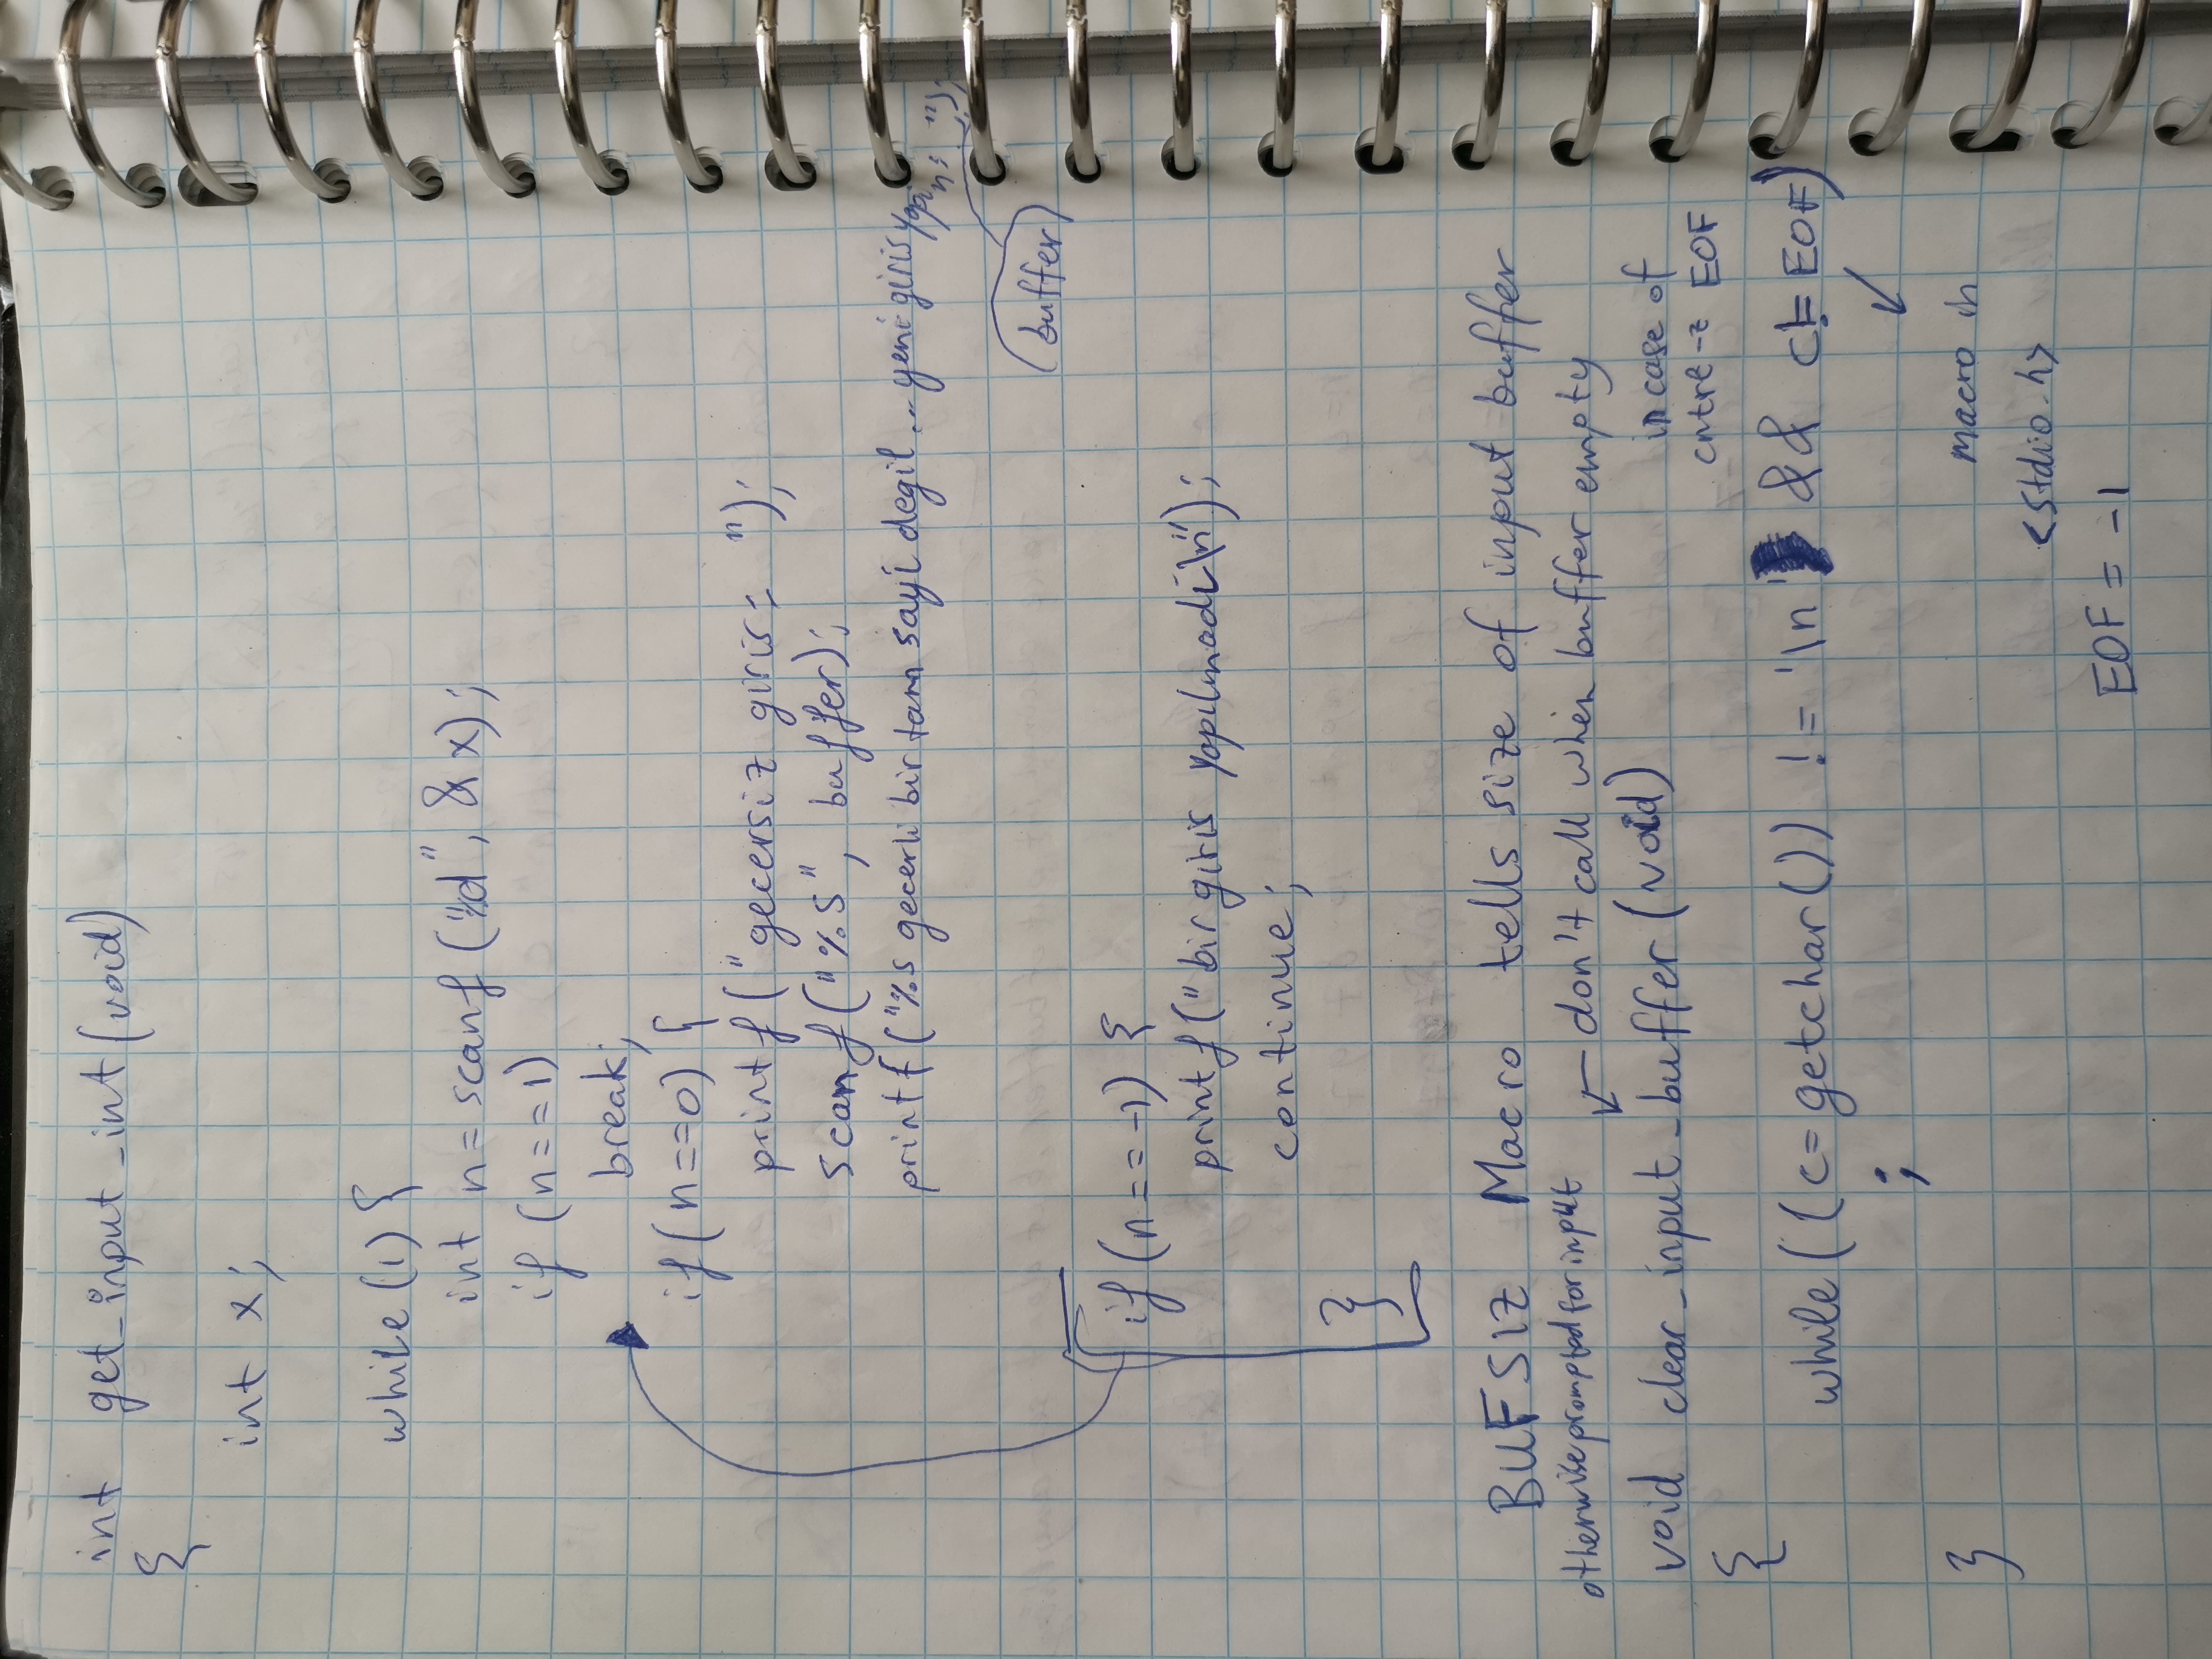 int get_input_int(void)
{
int x;
while (1) {
int n = scanf ("%d", &x);
if (n==1)
break;
if (n==0) {
printf ("gecersiz giris: ");
scanf ("%s", buffer);
printf ("%s gecerli bir tam sayi degil... yeni giris yapin: ");
buffer
if (n == -1) {
printf ("bir giris yapılmadi\n");
continue;
}
BUFSIZ Macro tells size of input buffer
otherwise prompted for input
don't call when buffer empty
void clear_input_buffer (void)
in case of
cntrl-z EOF
{
while ((c = getchar()) != '\n' && c != EOF)
;
}
macro in
<stdio.h>
EOF = -1